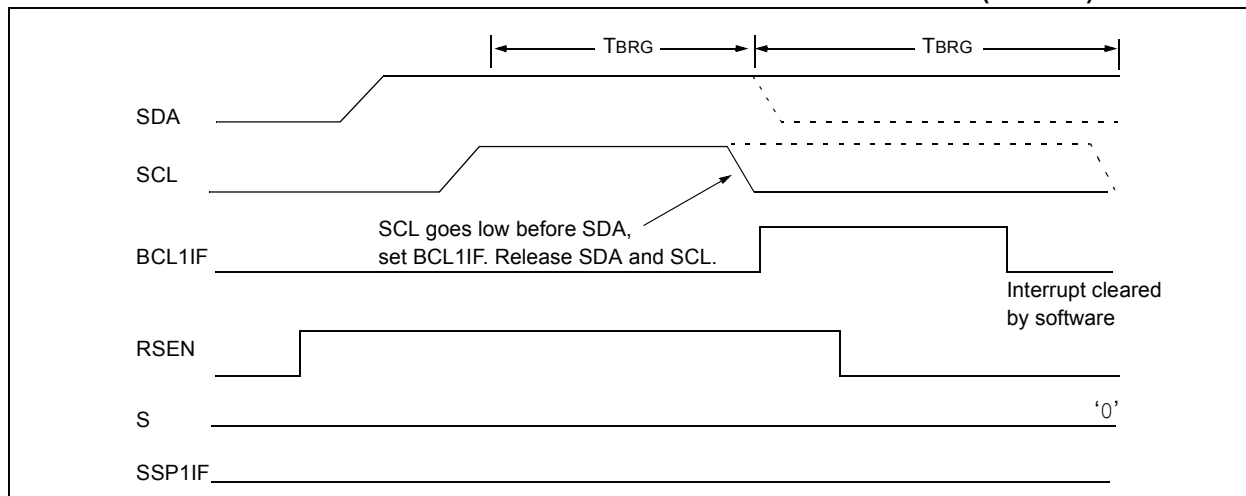 TBRG
TBRG
SDA
SCL
SCL goes low before SDA,
set BCL1IF. Release SDA and SCL.
BCL1IF
Interrupt cleared
by software
RSEN
S
‘0’
SSP1IF